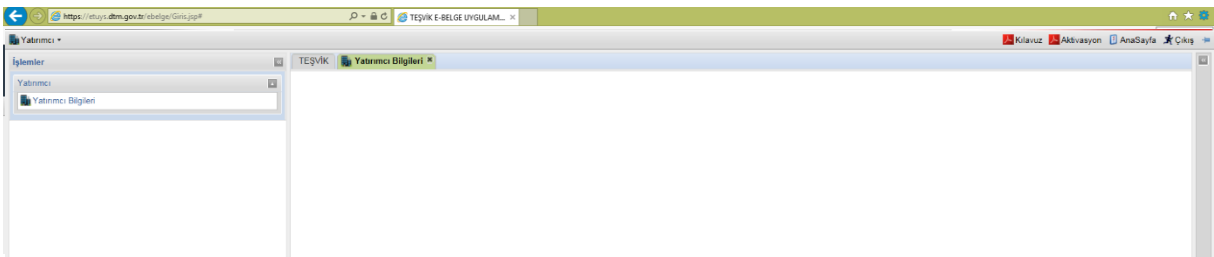 https://etuys.dtm.gov.tr/ebelge/Giris.jsp#
TEŞVİK E-BELGE UYGULAM...
Yatırımcı
Kılavuz Aktivasyon AnaSayfa Çıkış
İşlemler
TEŞVİK Yatırımcı Bilgileri
Yatırımcı
Yatırımcı Bilgileri